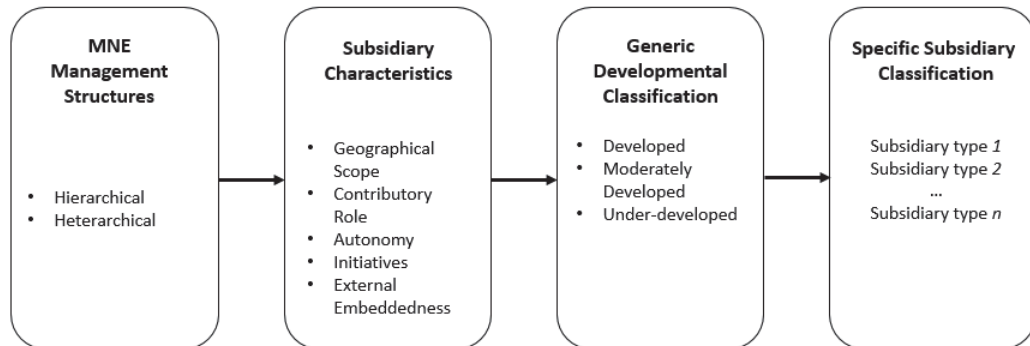 MNE
Management
Structures
• Hierarchical
• Heterarchical
Subsidiary
Characteristics
• Geographical
Scope
• Contributory
Role
• Autonomy
• Initiatives
• External
Embeddedness
Generic
Developmental
Classification
• Developed
• Moderately
Developed
• Under-developed
Specific Subsidiary
Classification
Subsidiary type 1
Subsidiary type 2
...
Subsidiary type n